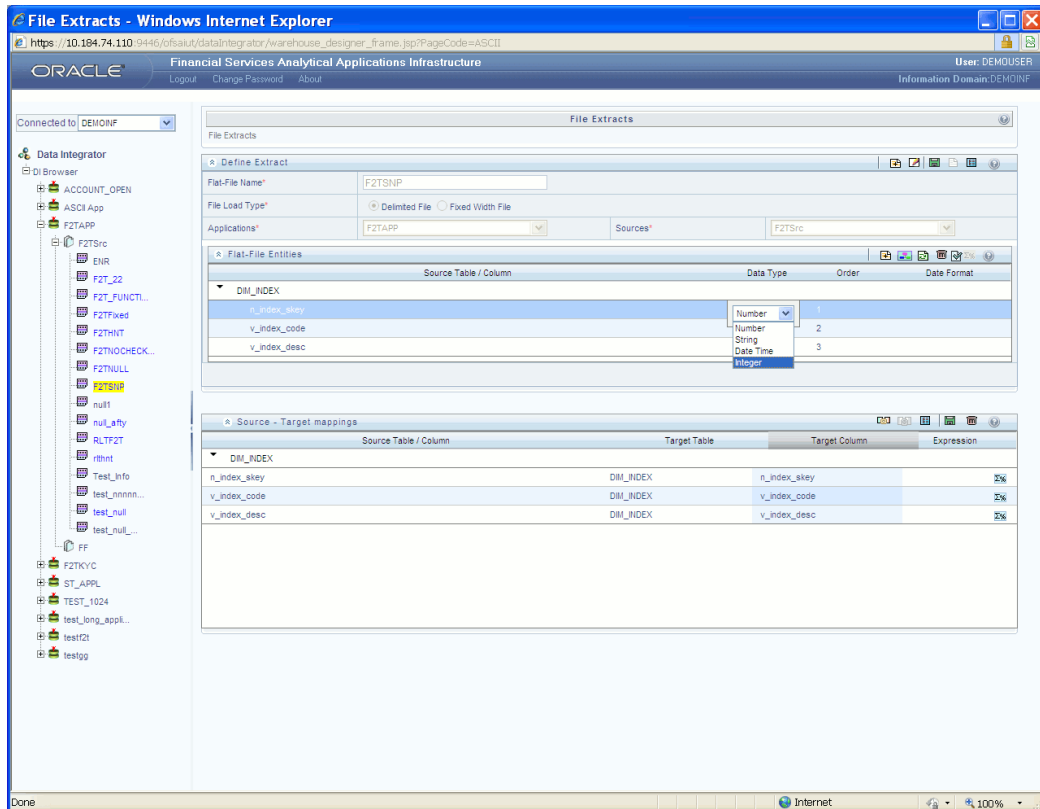 File Extracts - Windows Internet Explorer
https://10.184.74.110:9446/ofsaiut/dataIntegrator/warehouse_designer_frame.jsp?PageCode=ASCII
ORACLE
Financial Services Analytical Applications Infrastructure
User: DEMOUSER
Logout Change Password About
Information Domain:DEMOINF
Connected to DEMOINF
Data Integrator
DI Browser
ACCOUNT_OPEN
ASCII App
F2TAPP
F2TSrc
ENR
F2T_22
F2T_FUNCTI...
F2TFixed
F2THNT
F2TNOCHECK...
F2TNULL
F2TSNP
null1
null_afty
RLTF2T
rlthnt
Test_Info
test_nnnnn...
test_null
test_null_...
FF
F2TKYC
ST_APPL
TEST_1024
test_long_appli...
testf2t
testgg
File Extracts
File Extracts
Define Extract
Flat-File Name* F2TSNP
File Load Type* Delimited File Fixed Width File
Applications* F2TAPP Sources* F2TSrc
Flat-File Entities
Source Table / Column Data Type Order Date Format
DIM_INDEX
n_index_skey Number 1
v_index_code 2
v_index_desc 3
Number
String
Date Time
Integer
Source - Target mappings
Source Table / Column Target Table Target Column Expression
DIM_INDEX
n_index_skey DIM_INDEX n_index_skey Σ%
v_index_code DIM_INDEX v_index_code Σ%
v_index_desc DIM_INDEX v_index_desc Σ%
Done Internet 100%